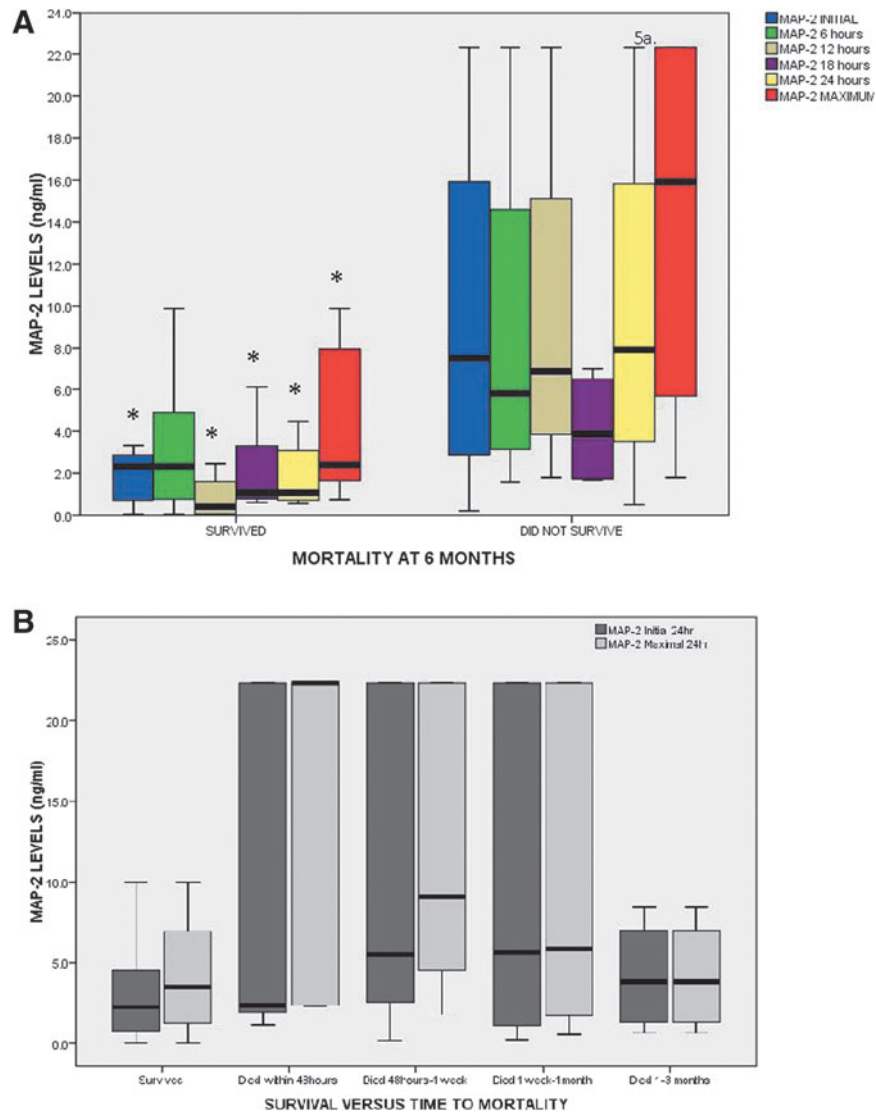 A
24.0
22.0
20.0
18.0
16.0
14.0
12.0
10.0
8.0
6.0
4.0
2.0
0.0
MAP-2 LEVELS (ng/ml)
5a.
MAP-2 INITIAL
MAP-2 6 hours
MAP-2 12 hours
MAP-2 18 hours
MAP-2 24 hours
MAP-2 MAXIMUM
*
*
*
*
*
SURVIVED
DID NOT SURVIVE
MORTALITY AT 6 MONTHS
B
MAP-2 Initial 24hr
MAP-2 Maximal 24hr
25.0
20.0
15.0
10.0
5.0
0.0
MAP-2 LEVELS (ng/ml)
Died within 48hours
Died 48hours-1 week
Died 1 week-1month
Died 1-3 months
SURVIVAL VERSUS TIME TO MORTALITY